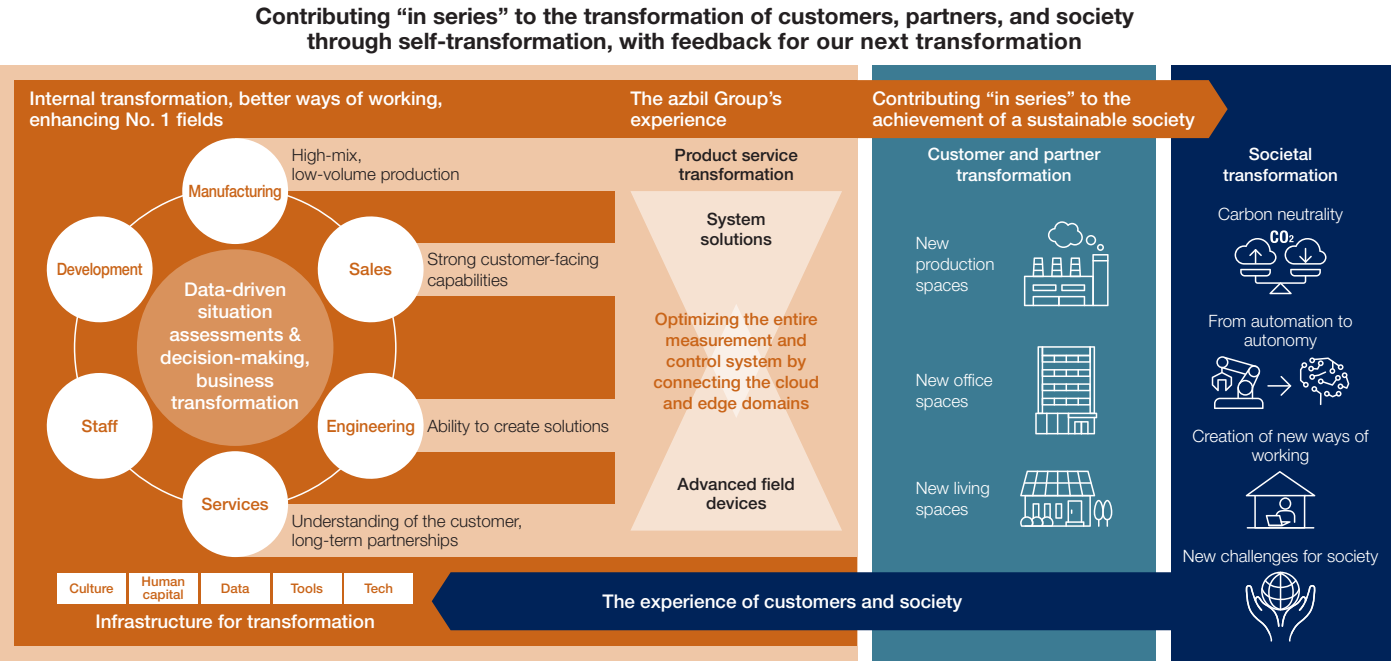 Contributing “in series” to the transformation of customers, partners, and society
through self-transformation, with feedback for our next transformation
Internal transformation, better ways of working,
enhancing No. 1 fields
Manufacturing
High-mix,
low-volume production
Development
Sales
Strong customer-facing
capabilities
Data-driven
situation
assessments &
decision-making,
business
transformation
Staff
Engineering
Ability to create solutions
Services
Understanding of the customer,
long-term partnerships
Culture
Human
capital
Data
Tools
Tech
Infrastructure for transformation
The azbil Group’s
experience
Product service
transformation
System
solutions
Optimizing the entire
measurement and
control system by
connecting the cloud
and edge domains
Advanced field
devices
Contributing “in series” to the
achievement of a sustainable society
Customer and partner
transformation
New
production
spaces
New office
spaces
New living
spaces
Societal
transformation
Carbon neutrality
CO₂
From automation to
autonomy
Creation of new ways of
working
New challenges for society
The experience of customers and society